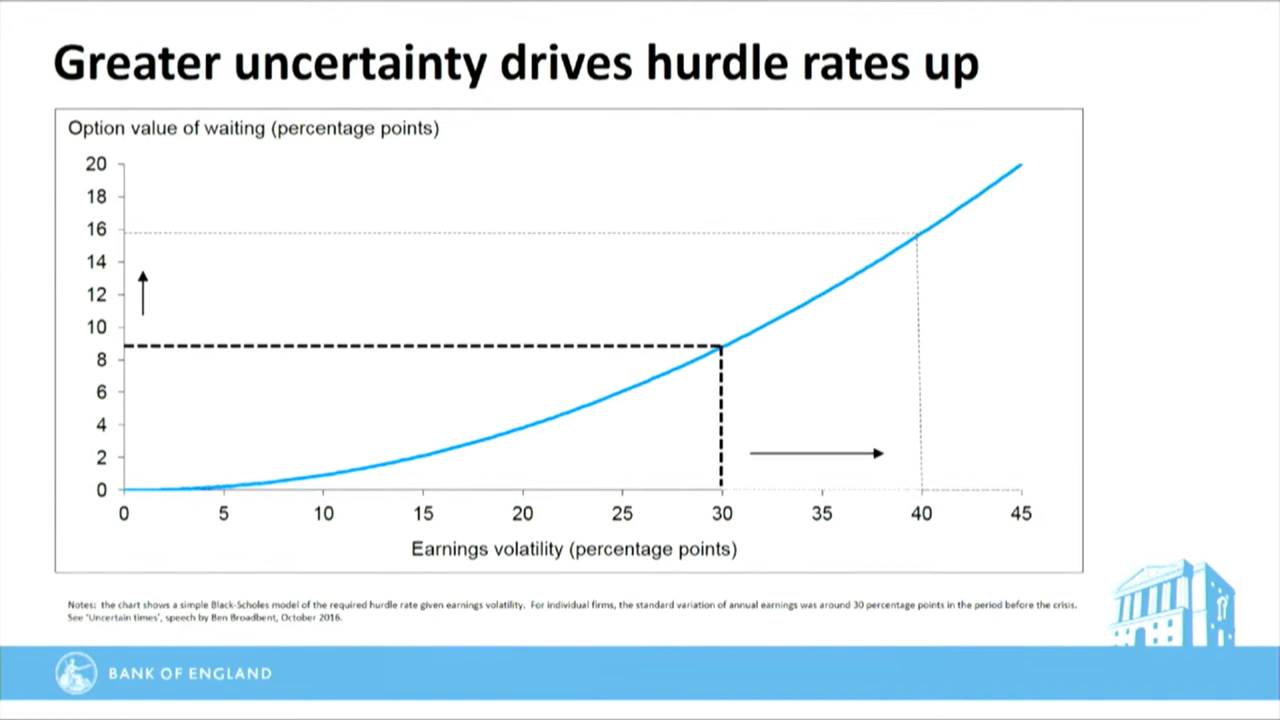 Greater uncertainty drives hurdle rates up
Option value of waiting (percentage points)
20
18
16
14
12
10
8
6
4
2
0
0 5 10 15 20 25 30 35 40 45
Earnings volatility (percentage points)
Notes: the chart shows a simple Black-Scholes model of the required hurdle rate given earnings volatility. For individual firms, the standard variation of annual earnings was around 30 percentage points in the period before the crisis.
See ‘Uncertain times’, speech by Ben Broadbent, October 2016.
BANK OF ENGLAND